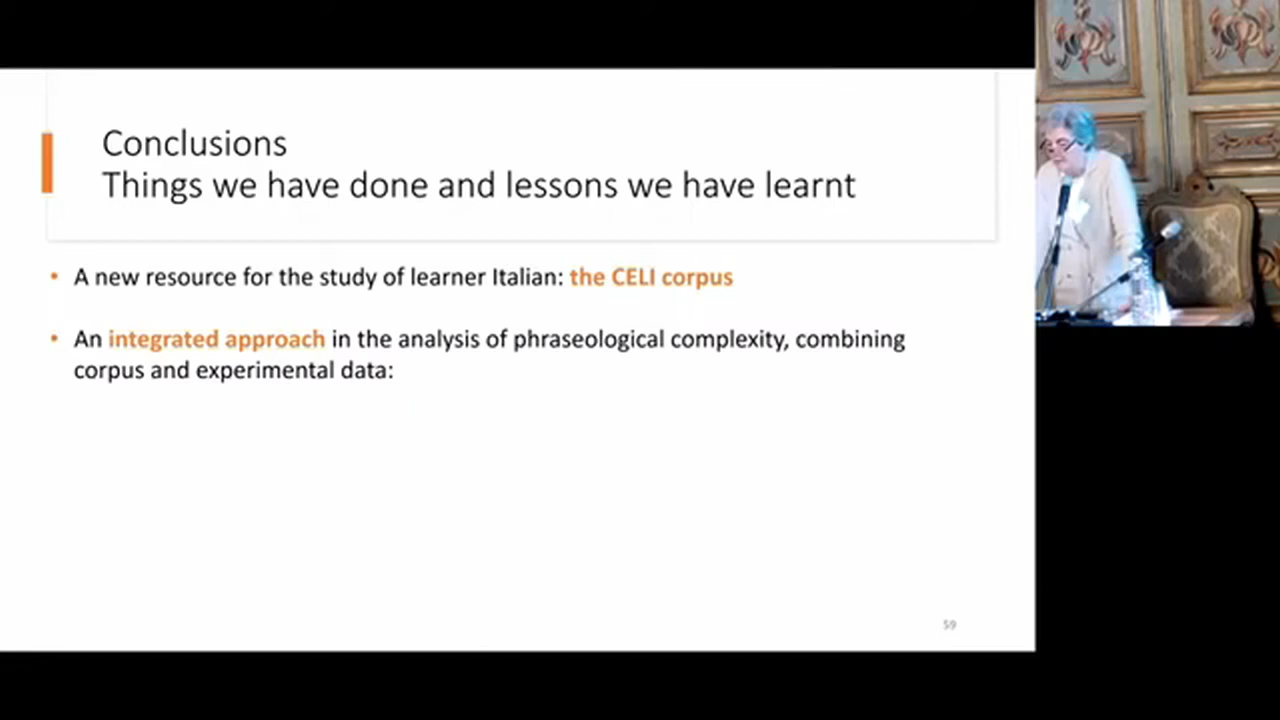 Conclusions
Things we have done and lessons we have learnt
• A new resource for the study of learner Italian: the CELI corpus
• An integrated approach in the analysis of phraseological complexity, combining
corpus and experimental data:
59